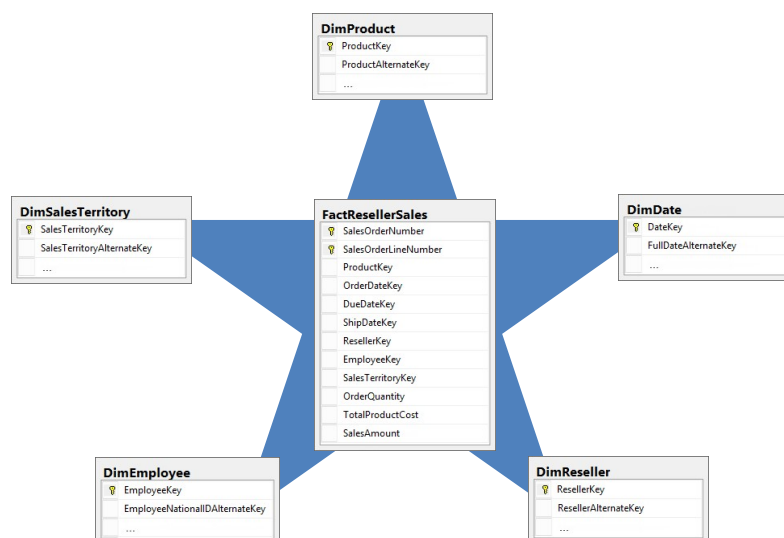 DimProduct
ProductKey
ProductAlternateKey
...
DimSalesTerritory
SalesTerritoryKey
SalesTerritoryAlternateKey
...
FactResellerSales
SalesOrderNumber
SalesOrderLineNumber
ProductKey
OrderDateKey
DueDateKey
ShipDateKey
ResellerKey
EmployeeKey
SalesTerritoryKey
OrderQuantity
TotalProductCost
SalesAmount
DimDate
DateKey
FullDateAlternateKey
...
DimEmployee
EmployeeKey
EmployeeNationalIDAlternateKey
...
DimReseller
ResellerKey
ResellerAlternateKey
...